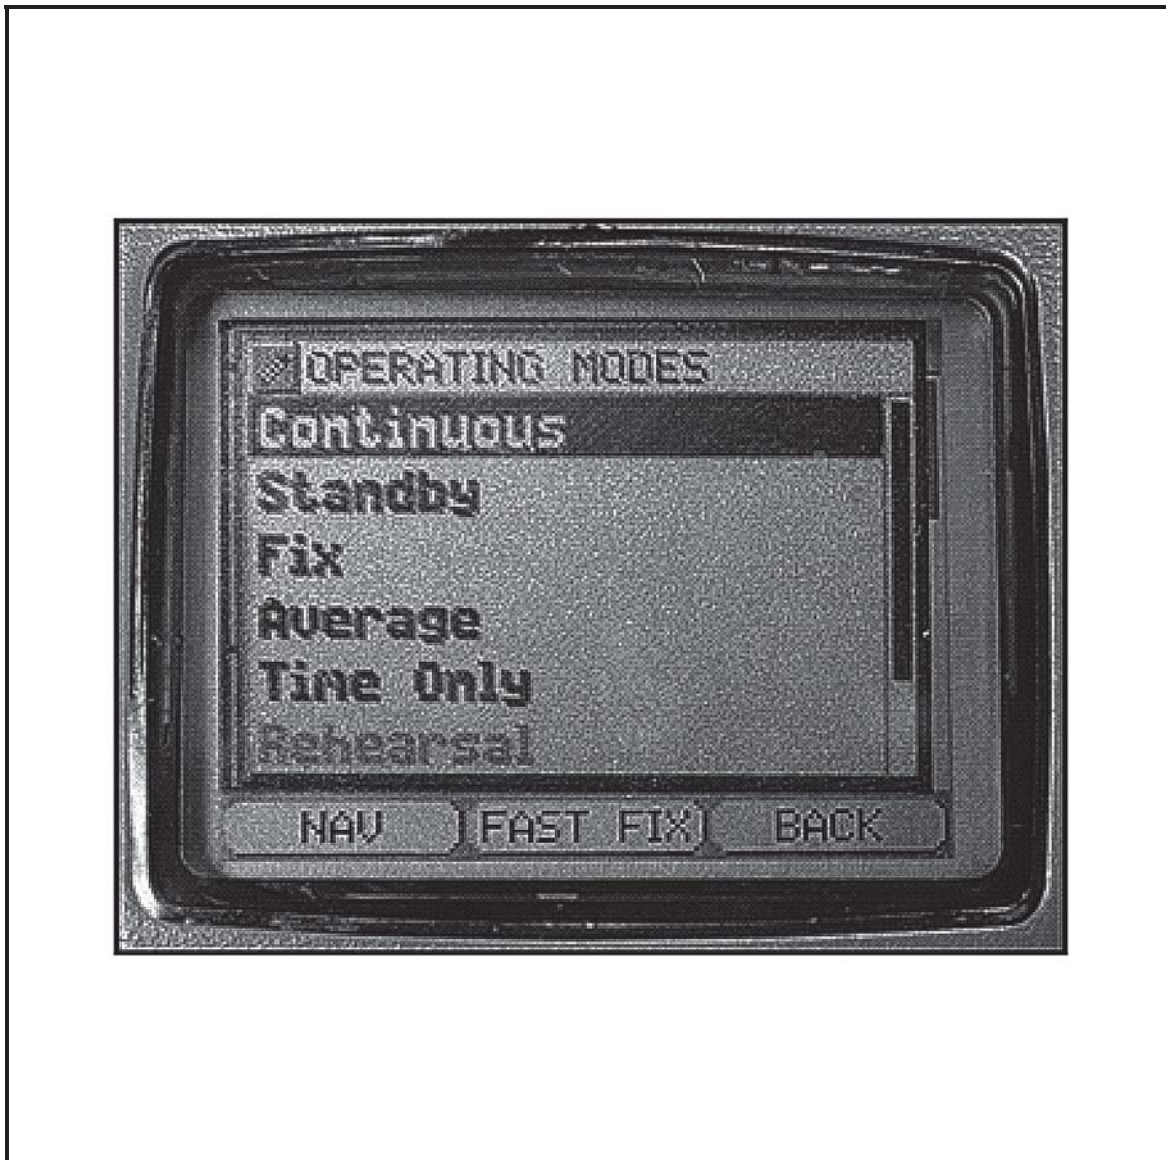 OPERATING MODES
Continuous
Standby
Fix
Average
Time Only
Rehearsal
NAV FAST FIX BACK